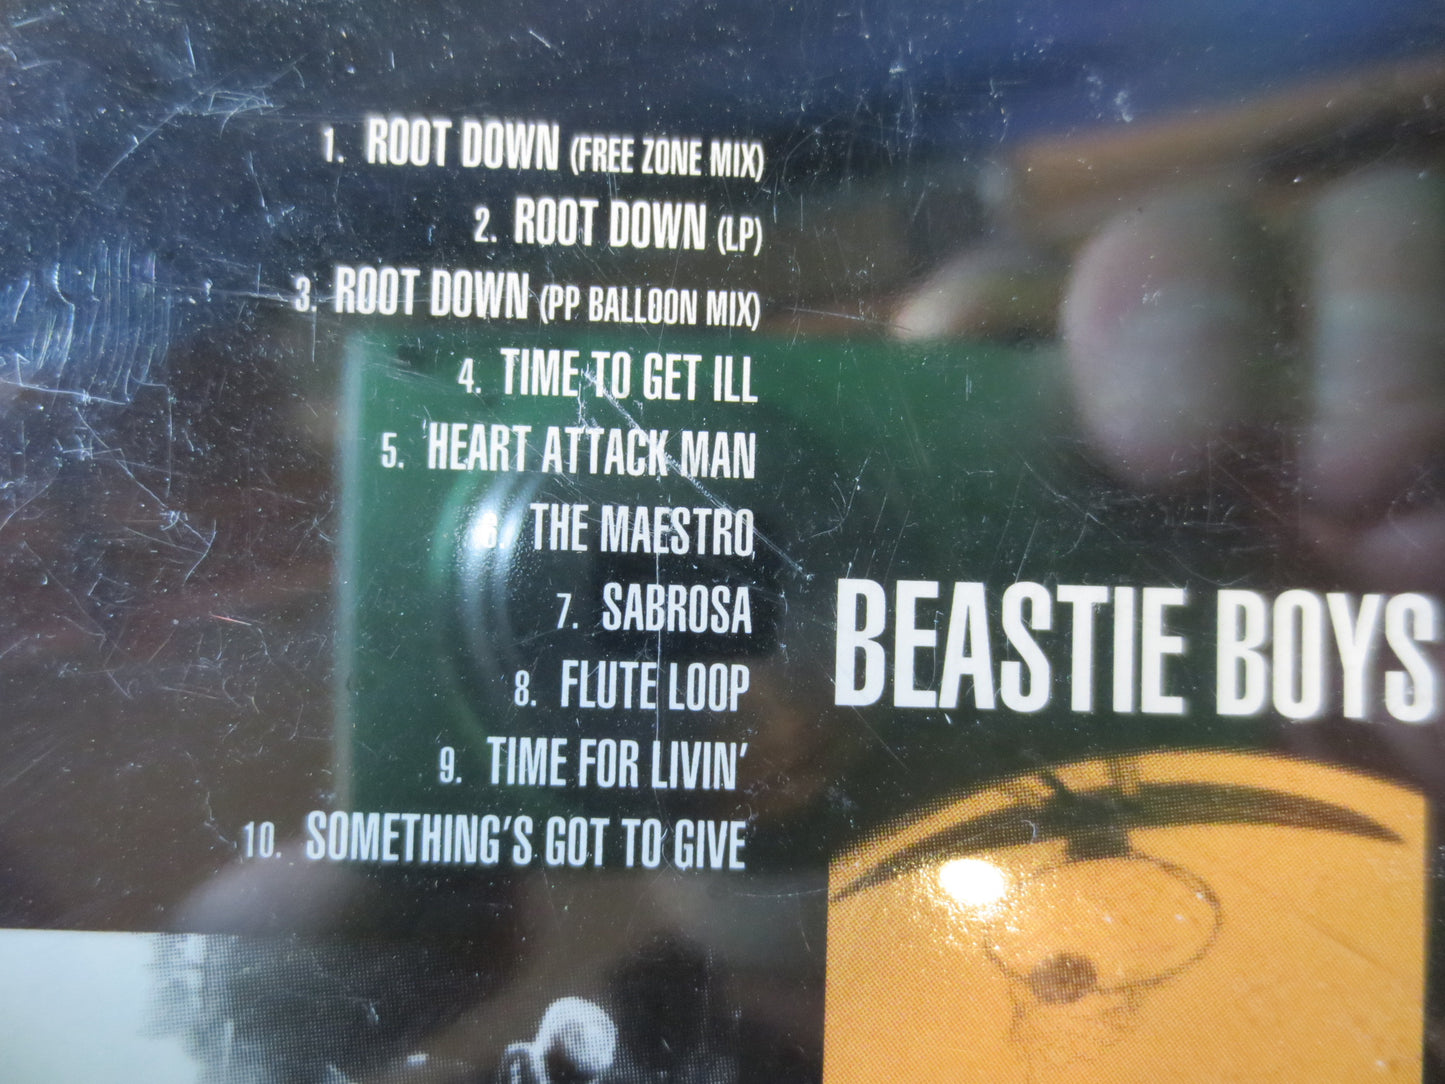 1. ROOT DOWN (FREE ZONE MIX)
2. ROOT DOWN (LP)
3. ROOT DOWN (PP BALLOON MIX)
4. TIME TO GET ILL
5. HEART ATTACK MAN
6. THE MAESTRO
7. SABROSA
8. FLUTE LOOP
9. TIME FOR LIVIN'
10. SOMETHING'S GOT TO GIVE
BEASTIE BOYS